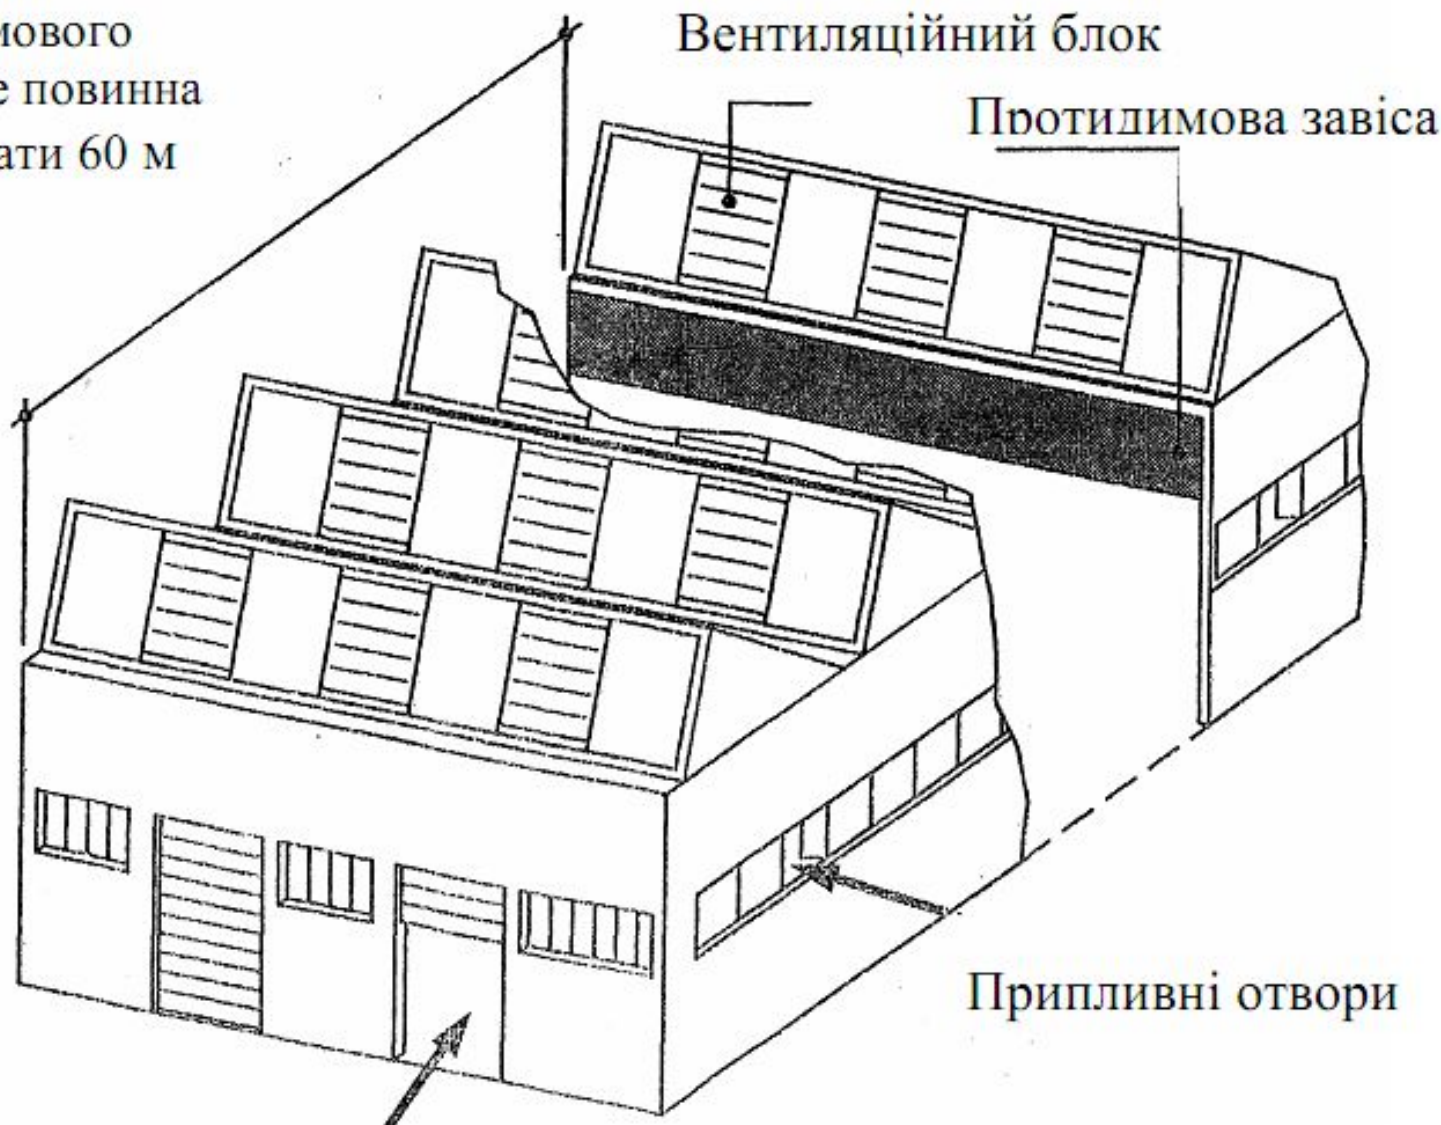 мового
е повинна
ати 60 м
Вентиляційний блок
Протидимова завіса
Припливні отвори